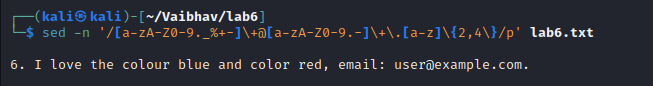 ┌──(kali㉿kali)-[~/Vaibhav/lab6]
└─$ sed -n '/[a-zA-Z0-9._%+-]\+@[a-zA-Z0-9.-]\+\.[a-z]\{2,4\}/p' lab6.txt
6. I love the colour blue and color red, email: user@example.com.